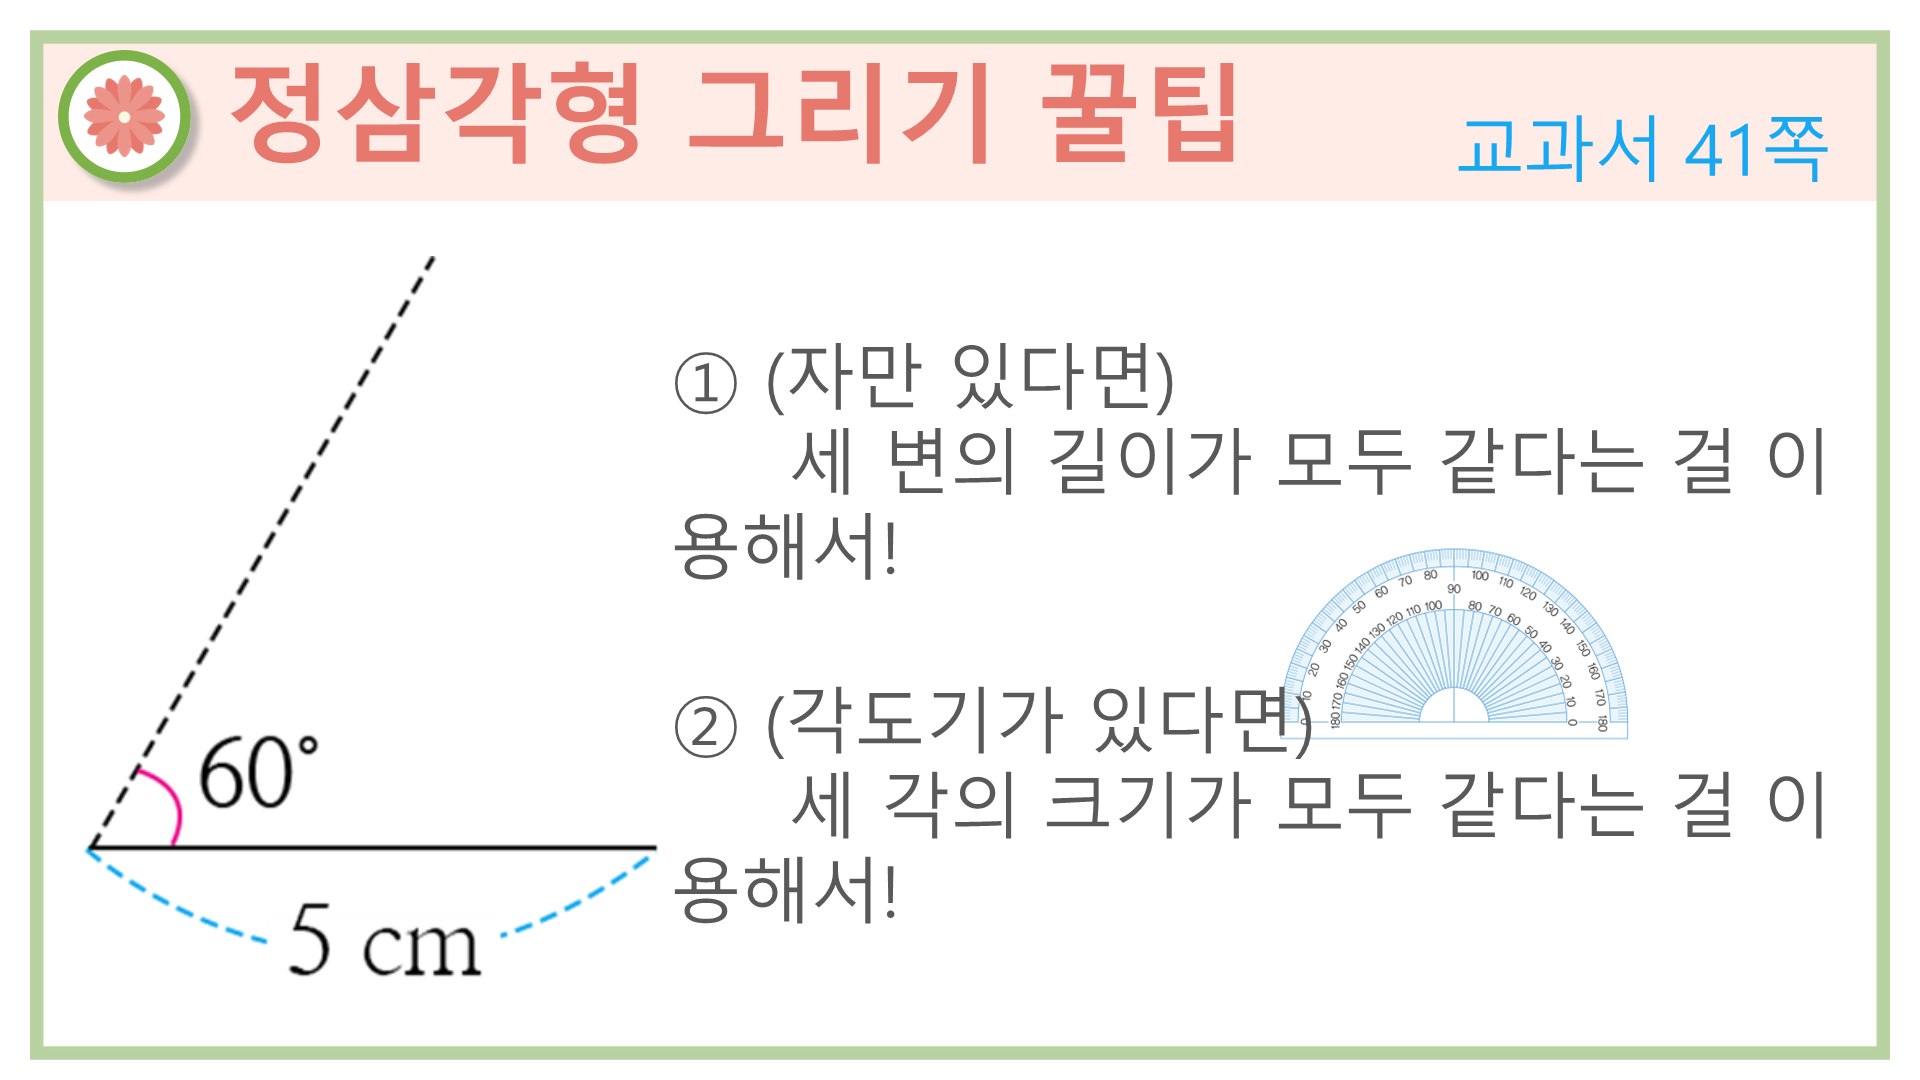 정삼각형 그리기 꿀팁
교과서 41쪽
① (자만 있다면)
세 변의 길이가 모두 같다는 걸 이
용해서!
② (각도기가 있다면)
세 각의 크기가 모두 같다는 걸 이
용해서!
60°
5 cm
0 10 20 30 40 50 60 70 80 90 100 110 120 130 140 150 160 170 180
180 170 160 150 140 130 120 110 100 80 70 60 50 40 30 20 10 0